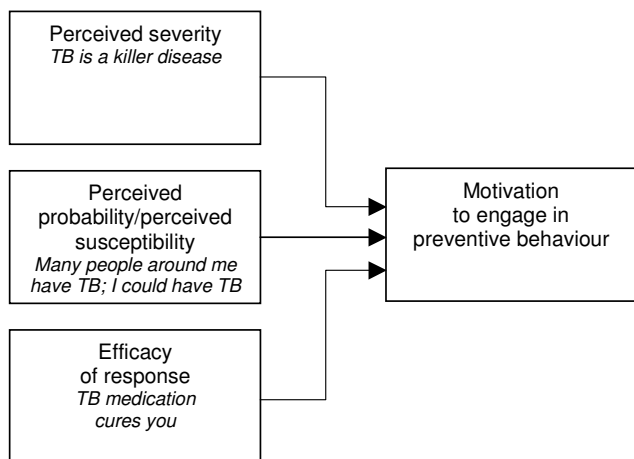 Perceived severity
TB is a killer disease
Perceived
probability/perceived
susceptibility
Many people around me
have TB; I could have TB
Efficacy
of response
TB medication
cures you
Motivation
to engage in
preventive behaviour